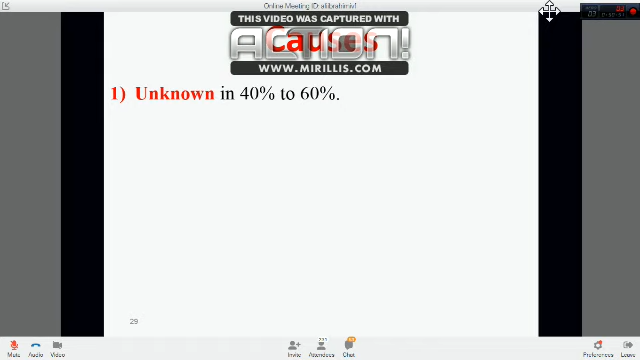 Online Meeting ID: aliibrahimivf
THIS VIDEO WAS CAPTURED WITH
ACTION!
WWW.MIRILLIS.COM
Causes
1) Unknown in 40% to 60%.
29
Mute
Audio
Video
Invite
Attendees
Chat
Preferences
Leave